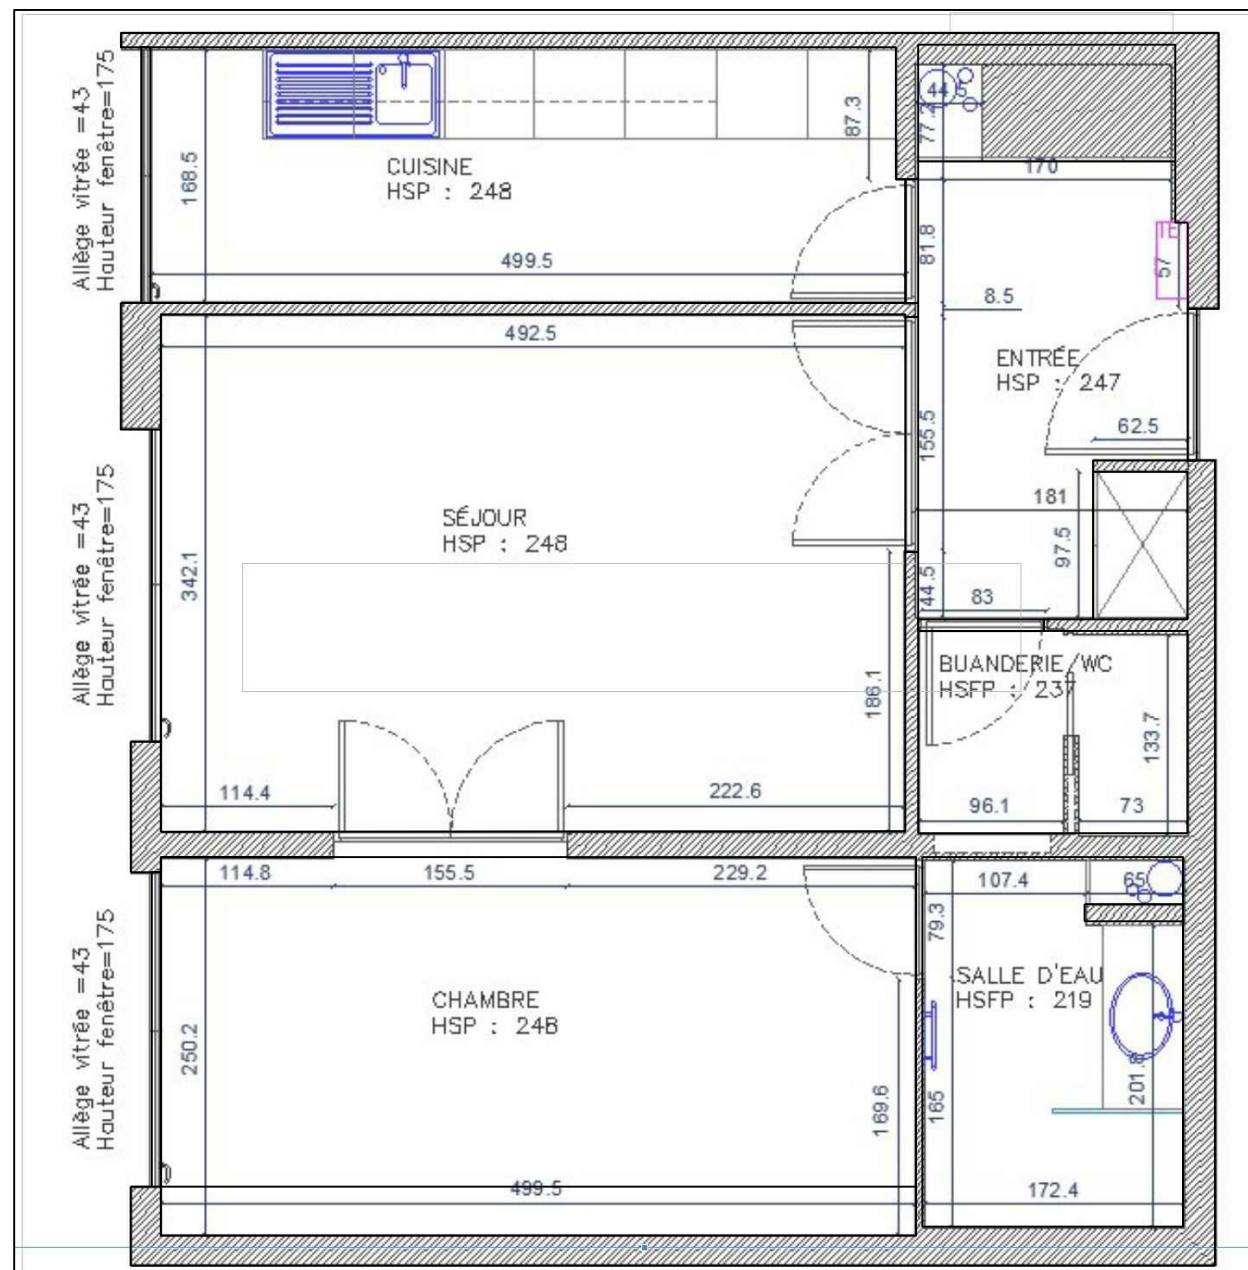 Allège vitrée =43
Hauteur fenêtre=175
168.5
CUISINE
HSP : 248
87.3
499.5
44.5
77.2
170
81.8
TE
57
8.5
ENTRÉE
HSP : 247
62.5
155.5
181
97.5
44.5
83
Allège vitrée =43
Hauteur fenêtre=175
492.5
SÉJOUR
HSP : 248
342.1
186.1
114.4
222.6
BUANDERIE/WC
HSFP : 237
133.7
96.1
73
Allège vitrée =43
Hauteur fenêtre=175
114.8
155.5
229.2
CHAMBRE
HSP : 248
250.2
169.6
499.5
107.4
65
79.3
SALLE D'EAU
HSFP : 219
165
172.4